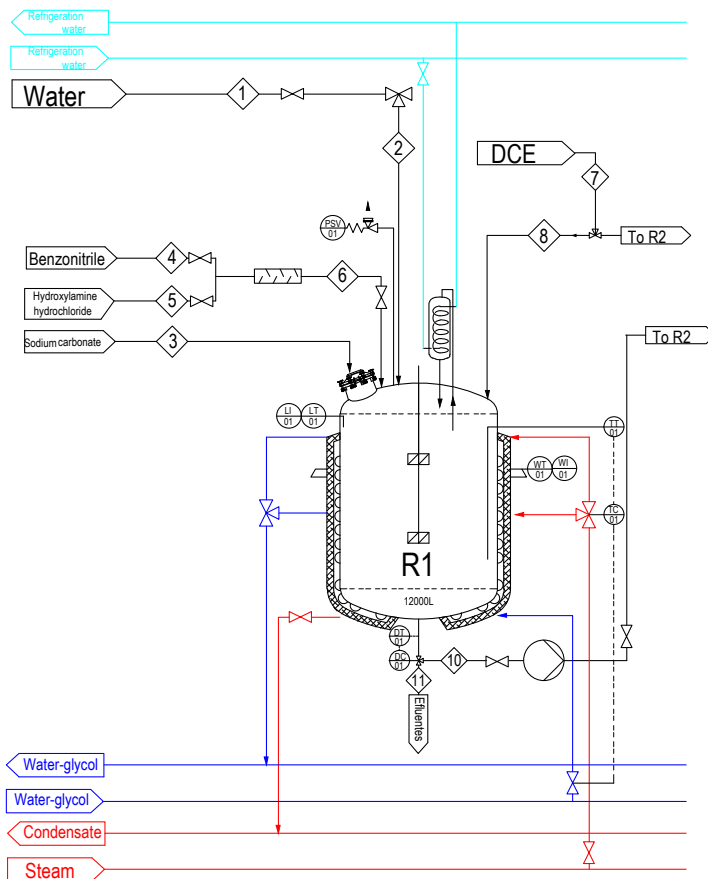 Refrigeration
water
Refrigeration
water
Water
1
2
DCE
7
PSV
01
8
To R2
Benzonitrile
4
6
Hydroxylamine
hydrochloride
5
To R2
Sodium carbonate
3
LI
01
LT
01
TT
01
WT
01
WI
01
TC
01
R1
12000L
DT
01
DC
01
10
11
Efluentes
Water-glycol
Water-glycol
Condensate
Steam